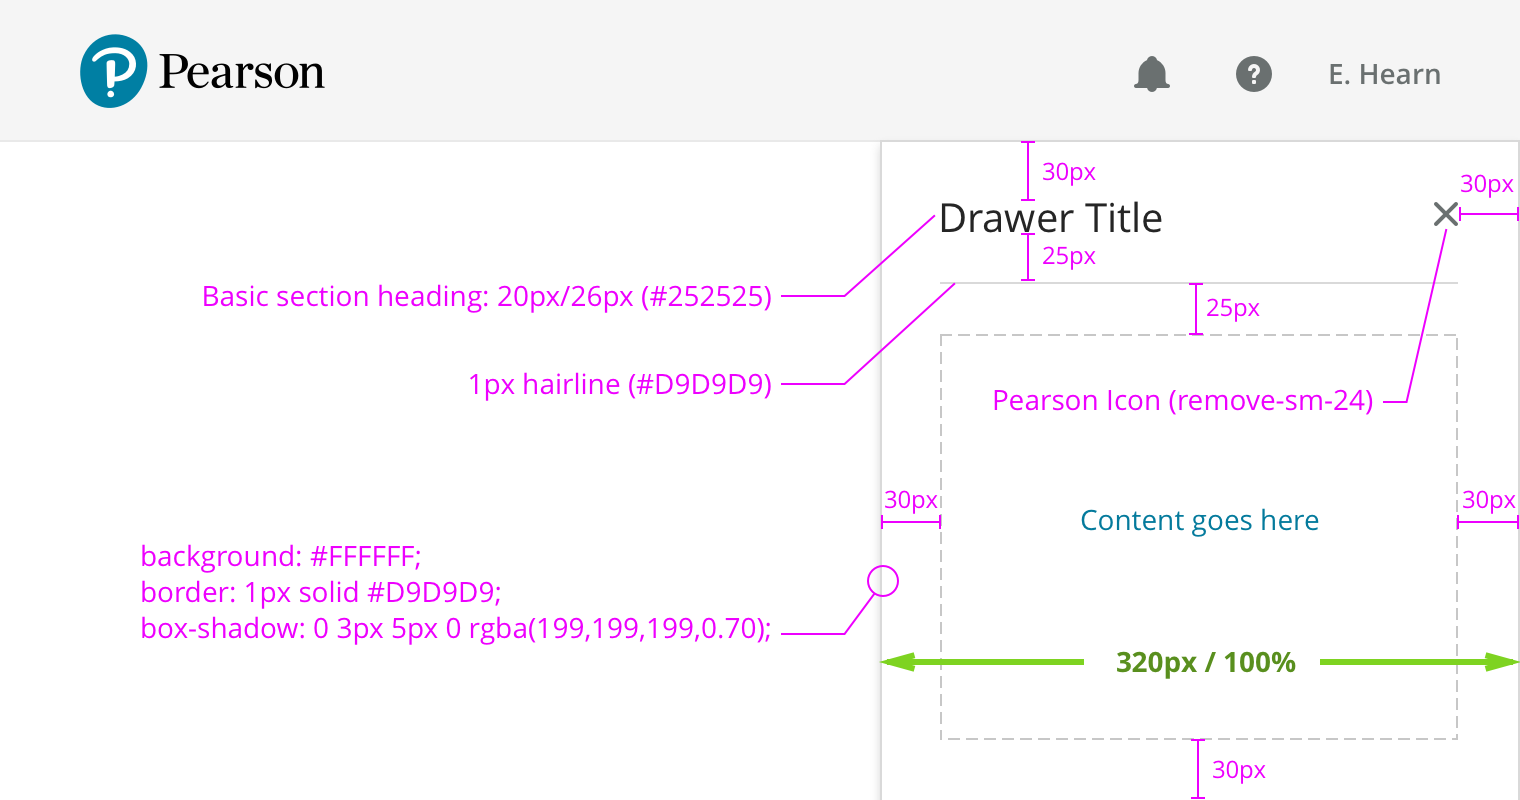 Pearson
?
E. Hearn
30px
30px
Drawer Title
25px
Basic section heading: 20px/26px (#252525)
25px
1px hairline (#D9D9D9)
Pearson Icon (remove-sm-24)
30px
30px
Content goes here
background: #FFFFFF;
border: 1px solid #D9D9D9;
box-shadow: 0 3px 5px 0 rgba(199,199,199,0.70);
320px / 100%
30px